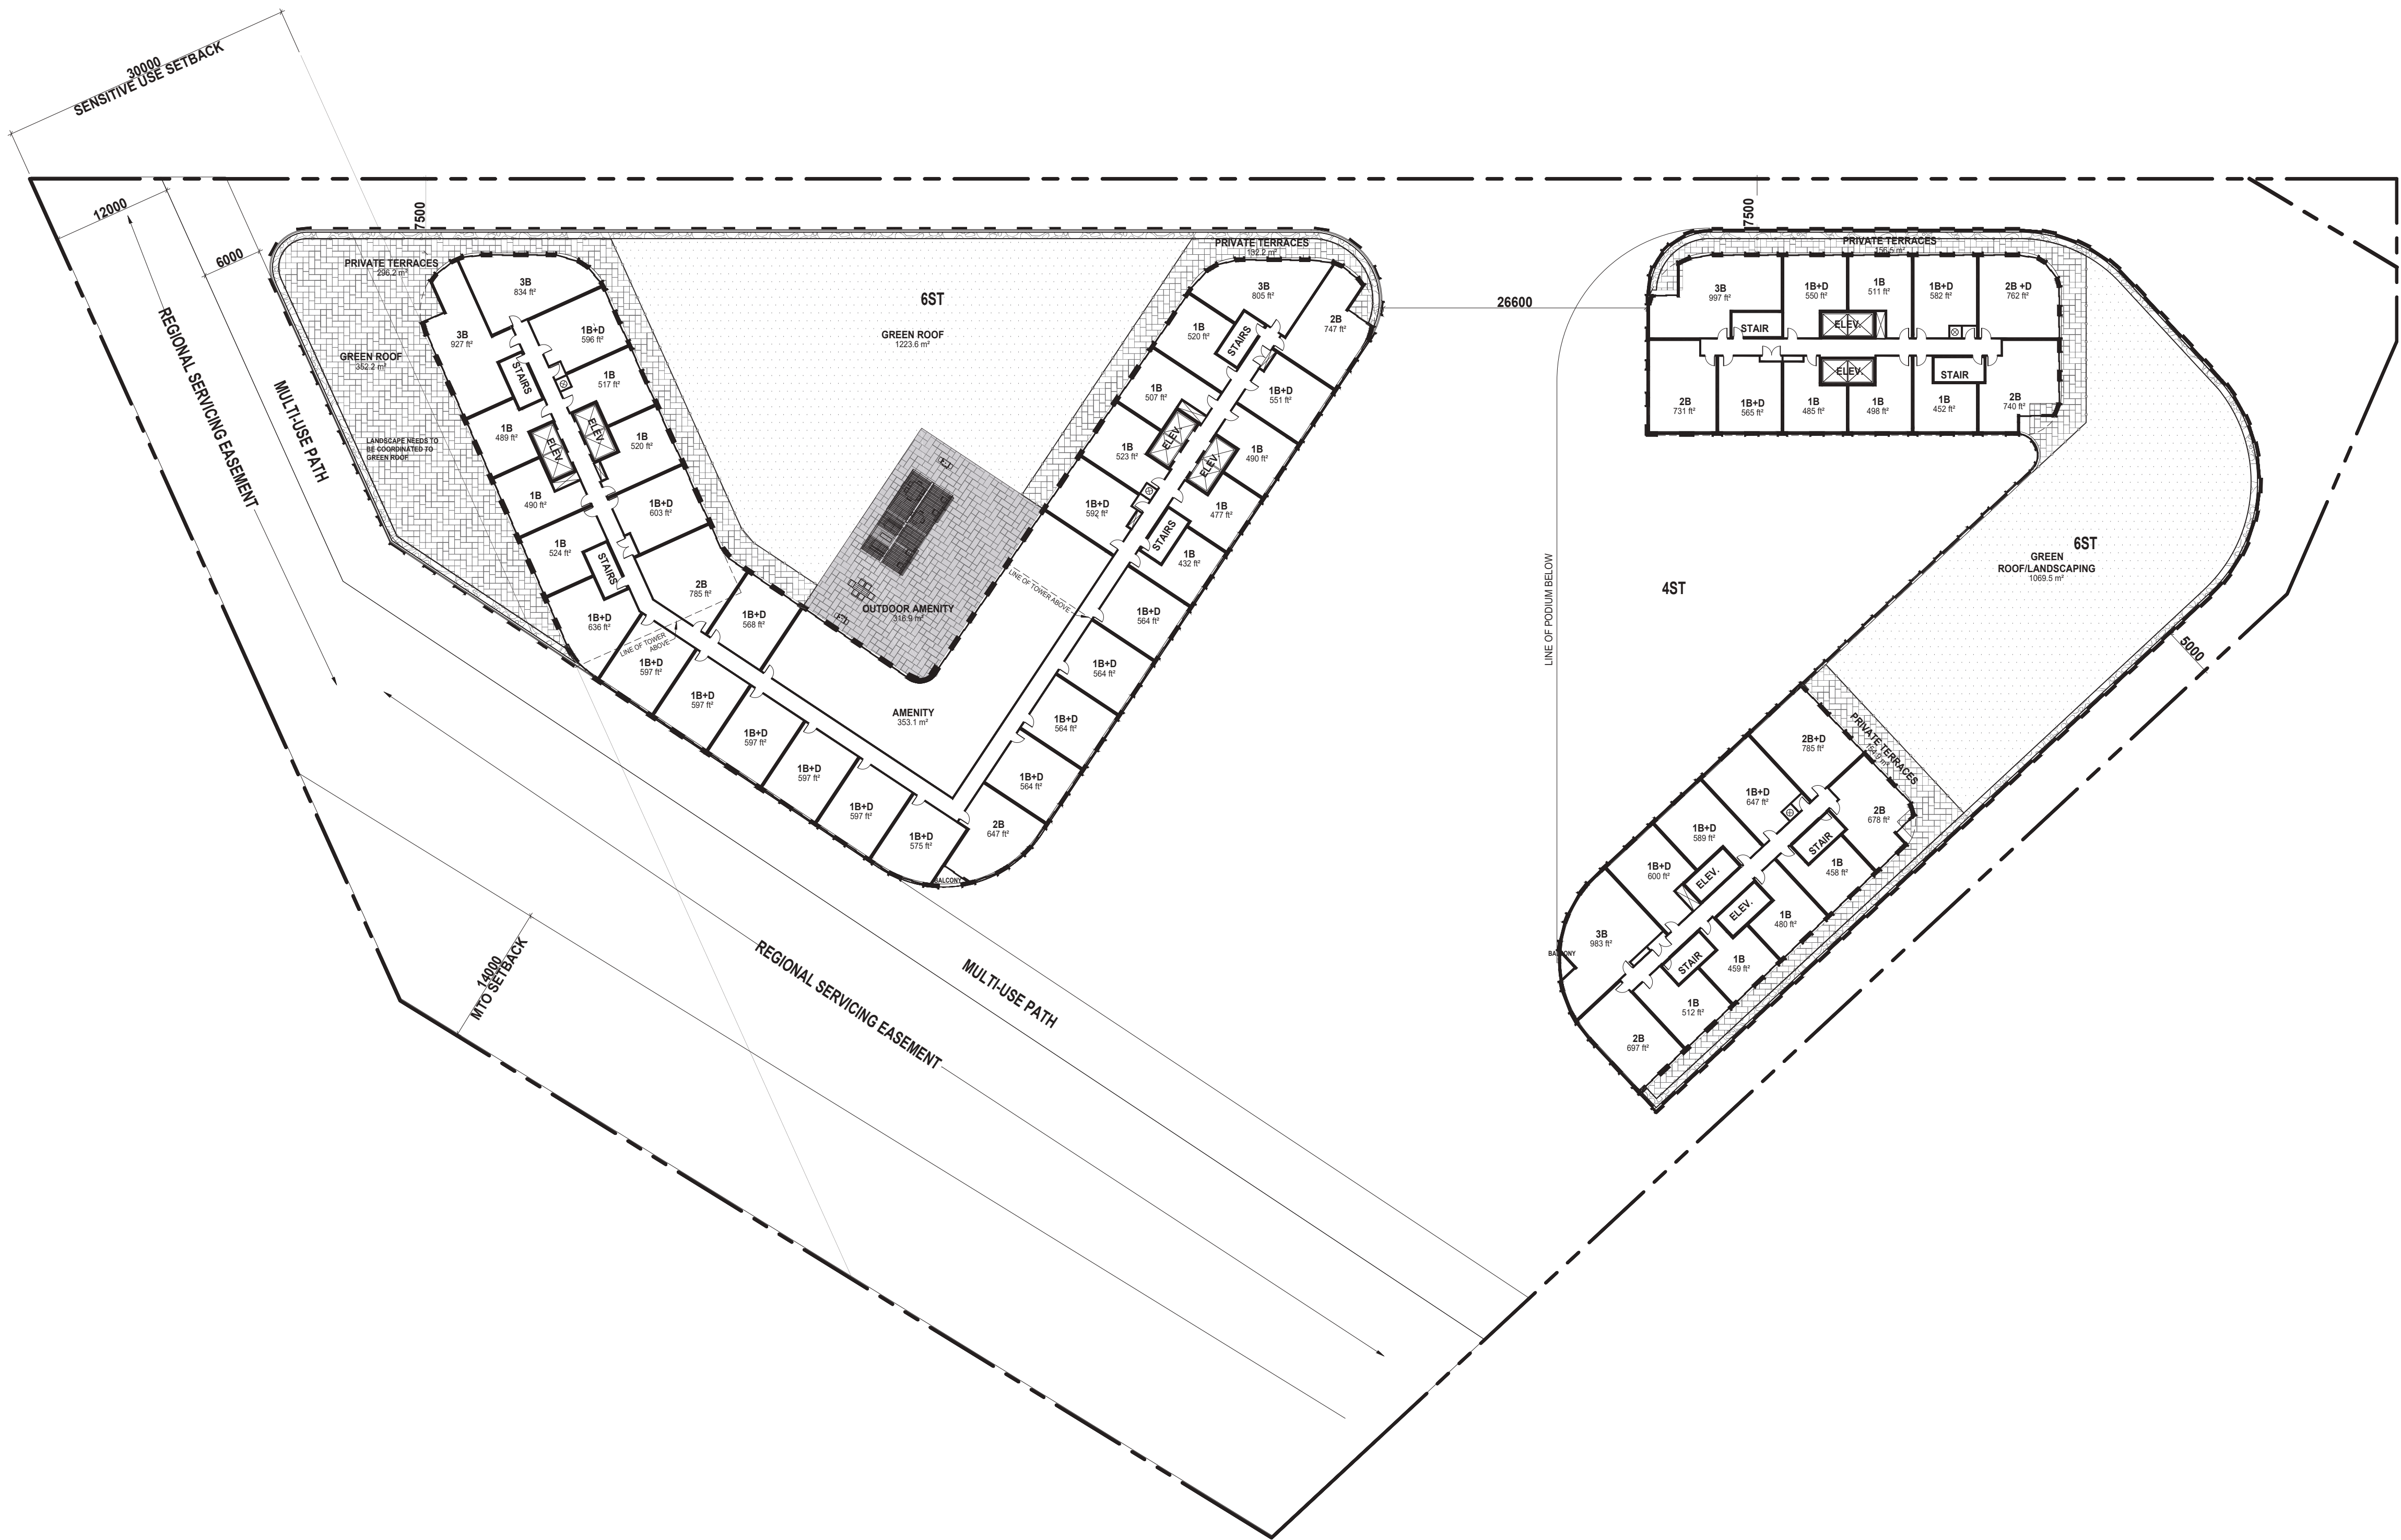 30000
SENSITIVE USE SETBACK
12000
6000
7500
REGIONAL SERVICING EASEMENT
MULTI-USE PATH
PRIVATE TERRACES
296.2 m²
GREEN ROOF
352.2 m²
LANDSCAPE NEEDS TO
BE COORDINATED TO
GREEN ROOF
3B
834 ft²
3B
927 ft²
1B+D
596 ft²
STAIRS
1B
517 ft²
1B
489 ft²
ELEV.
ELEV.
1B
520 ft²
1B
490 ft²
1B+D
603 ft²
1B
524 ft²
STAIRS
2B
785 ft²
1B+D
636 ft²
1B+D
568 ft²
LINE OF TOWER
ABOVE
1B+D
597 ft²
1B+D
597 ft²
1B+D
597 ft²
1B+D
597 ft²
1B+D
597 ft²
1B+D
575 ft²
BALCONY
2B
647 ft²
6ST
GREEN ROOF
1223.6 m²
OUTDOOR AMENITY
316.9 m²
AMENITY
353.1 m²
LINE OF TOWER ABOVE
PRIVATE TERRACES
132.2 m²
3B
805 ft²
2B
747 ft²
1B
520 ft²
STAIRS
1B+D
551 ft²
1B
507 ft²
ELEV.
1B
523 ft²
ELEV.
1B
490 ft²
1B+D
592 ft²
1B
477 ft²
STAIRS
1B
432 ft²
1B+D
564 ft²
1B+D
564 ft²
1B+D
564 ft²
1B+D
564 ft²
26600
7500
PRIVATE TERRACES
156.5 m²
3B
997 ft²
1B+D
550 ft²
1B
511 ft²
1B+D
582 ft²
2B +D
762 ft²
STAIR
ELEV.
ELEV.
STAIR
2B
731 ft²
1B+D
565 ft²
1B
485 ft²
1B
498 ft²
1B
452 ft²
2B
740 ft²
LINE OF PODIUM BELOW
4ST
6ST
GREEN
ROOF/LANDSCAPING
1069.5 m²
5000
PRIVATE TERRACES
2B+D
785 ft²
1B+D
647 ft²
2B
678 ft²
1B+D
589 ft²
STAIR
1B
458 ft²
1B+D
600 ft²
ELEV.
ELEV.
1B
480 ft²
3B
983 ft²
BALCONY
STAIR
1B
459 ft²
1B
512 ft²
2B
697 ft²
14000
MTO SETBACK
REGIONAL SERVICING EASEMENT
MULTI-USE PATH